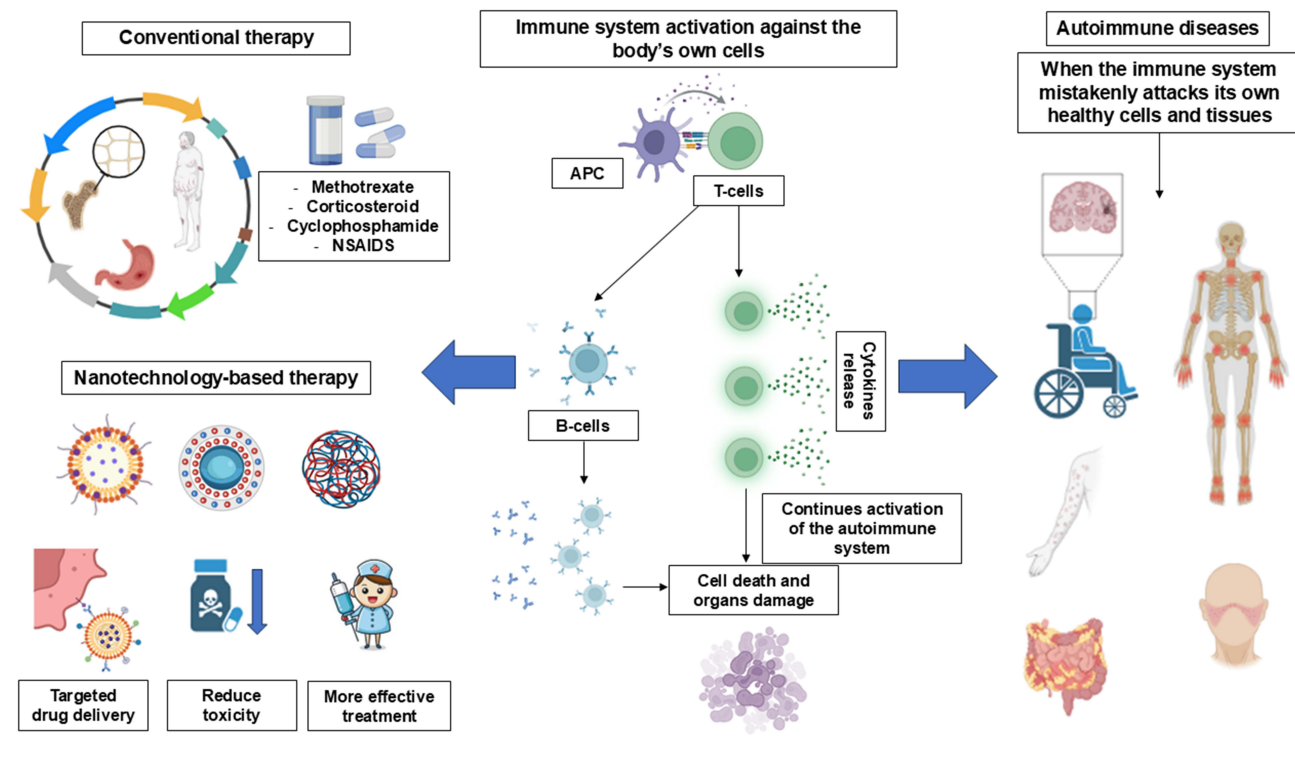 Conventional therapy
- Methotrexate
- Corticosteroid
- Cyclophosphamide
- NSAIDS
Nanotechnology-based therapy
Targeted
drug delivery
Reduce
toxicity
More effective
treatment
Immune system activation against the
body's own cells
APC
T-cells
B-cells
Cytokines
release
Continues activation
of the autoimmune
system
Cell death and
organs damage
Autoimmune diseases
When the immune system
mistakenly attacks its own
healthy cells and tissues